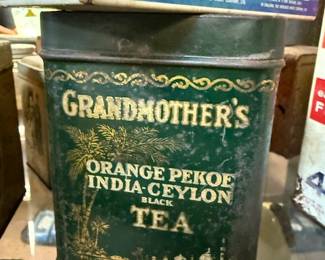 GRANDMOTHER'S
ORANGE PEKOE
INDIA-CEYLON
BLACK
TEA